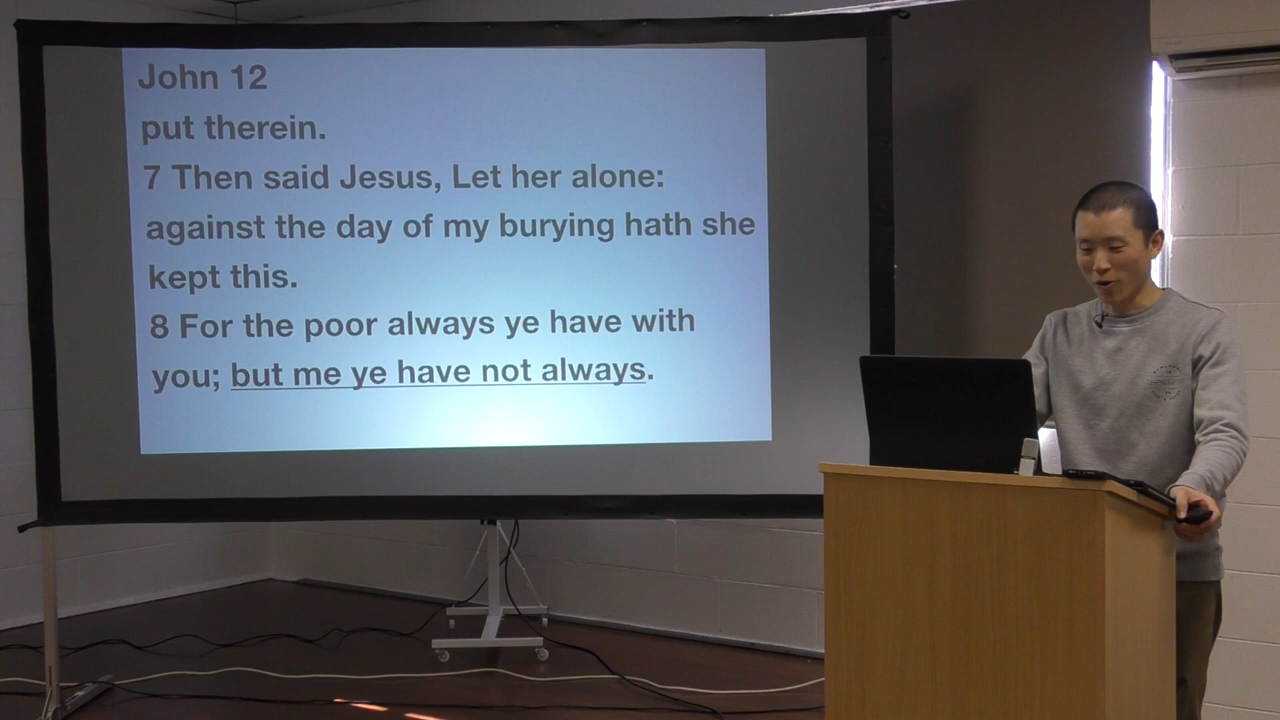 John 12
put therein.
7 Then said Jesus, Let her alone:
against the day of my burying hath she
kept this.
8 For the poor always ye have with
you; but me ye have not always.